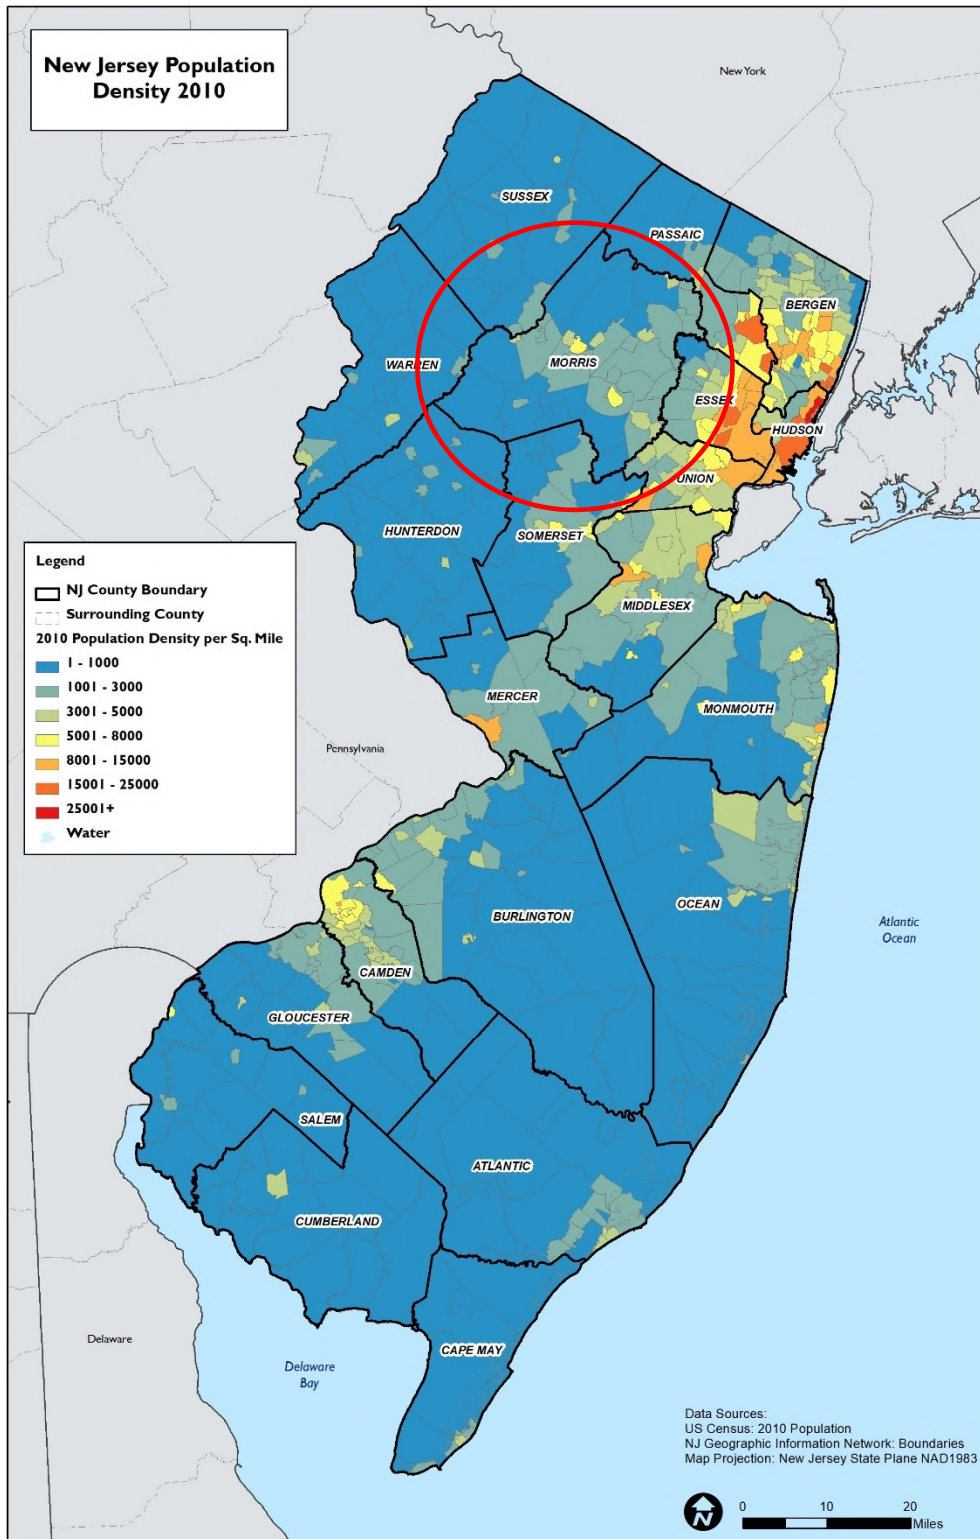 New Jersey Population
Density 2010
New York
SUSSEX
PASSAIC
BERGEN
WARREN
MORRIS
ESSEX
HUDSON
UNION
HUNTERDON
SOMERSET
Legend
NJ County Boundary
Surrounding County
2010 Population Density per Sq. Mile
1 - 1000
1001 - 3000
3001 - 5000
5001 - 8000
8001 - 15000
15001 - 25000
25001+
Water
MIDDLESEX
MERCER
MONMOUTH
Pennsylvania
OCEAN
BURLINGTON
Atlantic
Ocean
CAMDEN
GLOUCESTER
SALEM
ATLANTIC
CUMBERLAND
Delaware
CAPE MAY
Delaware
Bay
Data Sources:
US Census: 2010 Population
NJ Geographic Information Network: Boundaries
Map Projection: New Jersey State Plane NAD1983
N
0 10 20
Miles